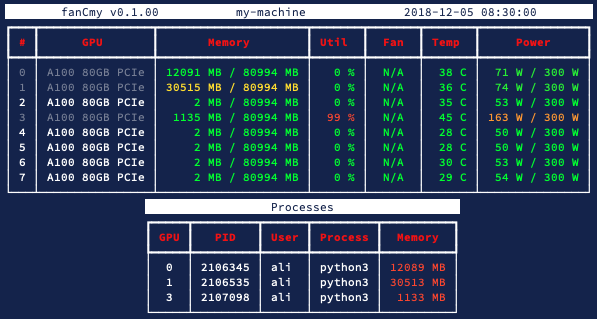 fanCmy v0.1.00 my-machine 2018-12-05 08:30:00
# GPU Memory Util Fan Temp Power
0 A100 80GB PCIe 12091 MB / 80994 MB 0 % N/A 38 C 71 W / 300 W
1 A100 80GB PCIe 30515 MB / 80994 MB 0 % N/A 36 C 74 W / 300 W
2 A100 80GB PCIe 2 MB / 80994 MB 0 % N/A 35 C 53 W / 300 W
3 A100 80GB PCIe 1135 MB / 80994 MB 99 % N/A 45 C 163 W / 300 W
4 A100 80GB PCIe 2 MB / 80994 MB 0 % N/A 28 C 50 W / 300 W
5 A100 80GB PCIe 2 MB / 80994 MB 0 % N/A 28 C 50 W / 300 W
6 A100 80GB PCIe 2 MB / 80994 MB 0 % N/A 30 C 53 W / 300 W
7 A100 80GB PCIe 2 MB / 80994 MB 0 % N/A 29 C 54 W / 300 W
Processes
GPU PID User Process Memory
0 2106345 ali python3 12089 MB
1 2106535 ali python3 30513 MB
3 2107098 ali python3 1133 MB